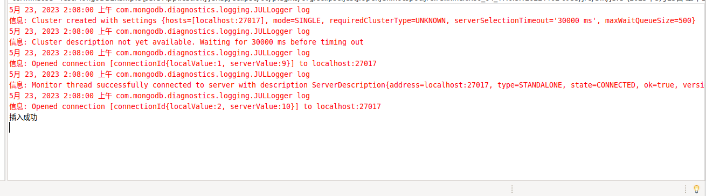 5月 23, 2023 2:08:00 上午 com.mongodb.diagnostics.logging.JULLogger log
信息: Cluster created with settings {hosts=[localhost:27017], mode=SINGLE, requiredClusterType=UNKNOWN, serverSelectionTimeout='30000 ms', maxWaitQueueSize=500}
5月 23, 2023 2:08:00 上午 com.mongodb.diagnostics.logging.JULLogger log
信息: Cluster description not yet available. Waiting for 30000 ms before timing out
5月 23, 2023 2:08:00 上午 com.mongodb.diagnostics.logging.JULLogger log
信息: Opened connection [connectionId{localValue:1, serverValue:9}] to localhost:27017
5月 23, 2023 2:08:00 上午 com.mongodb.diagnostics.logging.JULLogger log
信息: Monitor thread successfully connected to server with description ServerDescription{address=localhost:27017, type=STANDALONE, state=CONNECTED, ok=true, versi
5月 23, 2023 2:08:00 上午 com.mongodb.diagnostics.logging.JULLogger log
信息: Opened connection [connectionId{localValue:2, serverValue:10}] to localhost:27017
插入成功